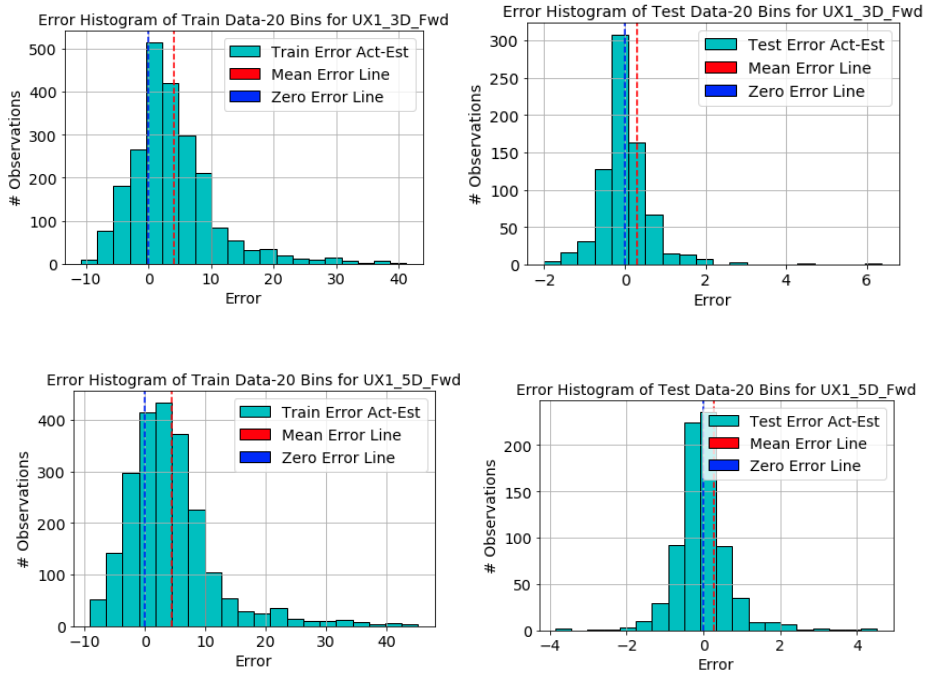 Error Histogram of Train Data-20 Bins for UX1_3D_Fwd
500
400
300
200
100
0
# Observations
Train Error Act-Est
Mean Error Line
Zero Error Line
−10 0 10 20 30 40
Error
Error Histogram of Test Data-20 Bins for UX1_3D_Fwd
300
250
200
150
100
50
0
# Observations
Test Error Act-Est
Mean Error Line
Zero Error Line
−2 0 2 4 6
Error
Error Histogram of Train Data-20 Bins for UX1_5D_Fwd
400
300
200
100
0
# Observations
Train Error Act-Est
Mean Error Line
Zero Error Line
−10 0 10 20 30 40
Error
Error Histogram of Test Data-20 Bins for UX1_5D_Fwd
200
150
100
50
0
# Observations
Test Error Act-Est
Mean Error Line
Zero Error Line
−4 −2 0 2 4
Error